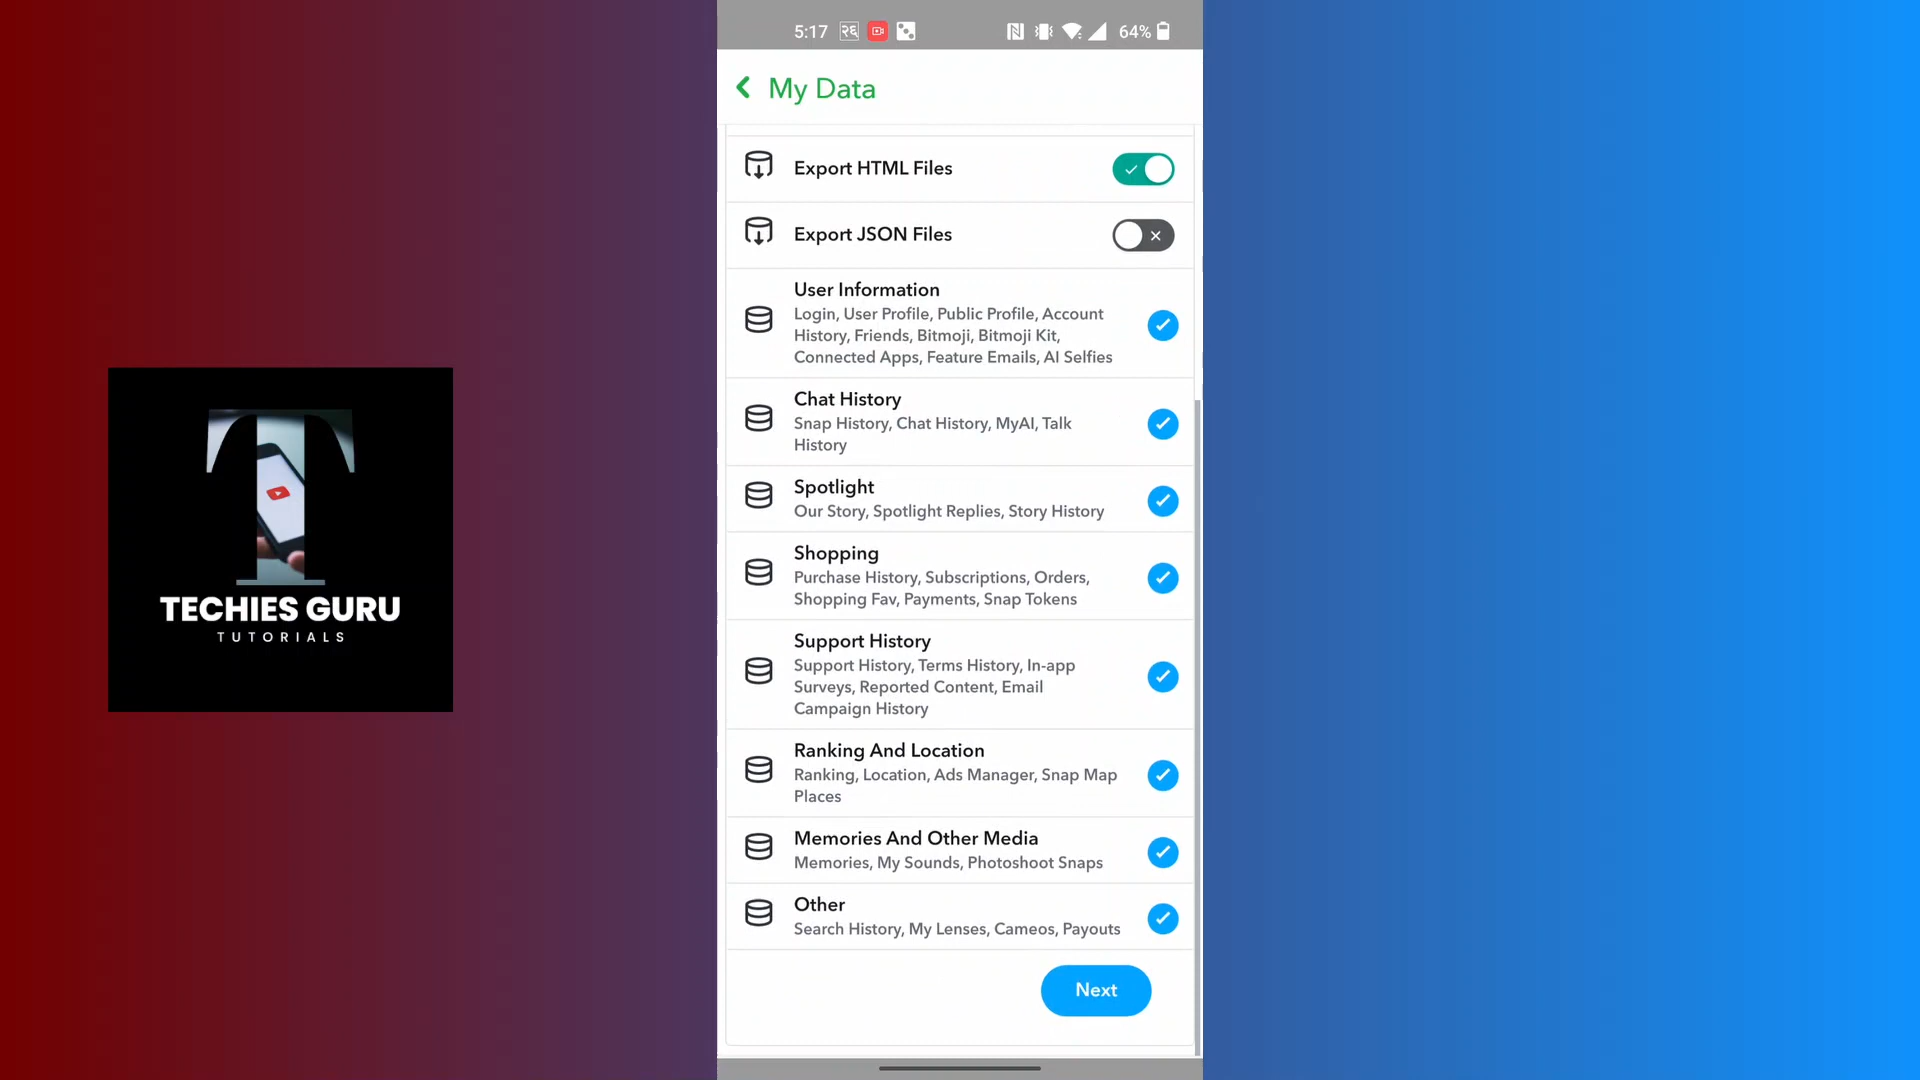 5:17 २६ 64%
My Data
Export HTML Files
Export JSON Files
User Information
Login, User Profile, Public Profile, Account
History, Friends, Bitmoji, Bitmoji Kit,
Connected Apps, Feature Emails, AI Selfies
Chat History
Snap History, Chat History, MyAI, Talk
History
Spotlight
Our Story, Spotlight Replies, Story History
Shopping
Purchase History, Subscriptions, Orders,
Shopping Fav, Payments, Snap Tokens
Support History
Support History, Terms History, In-app
Surveys, Reported Content, Email
Campaign History
Ranking And Location
Ranking, Location, Ads Manager, Snap Map
Places
Memories And Other Media
Memories, My Sounds, Photoshoot Snaps
Other
Search History, My Lenses, Cameos, Payouts
Next
T
TECHIES GURU
TUTORIALS